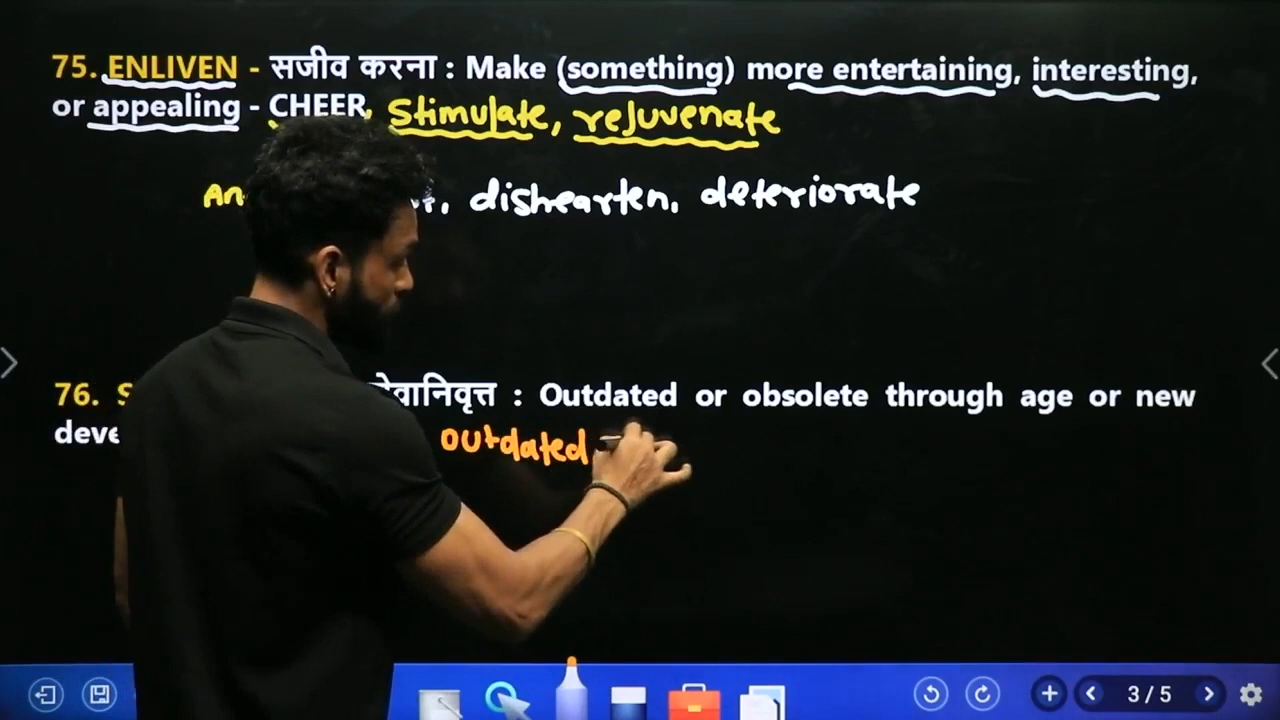 75. ENLIVEN - सजीव करना : Make (something) more entertaining, interesting,
or appealing - CHEER, Stimulate, rejuvenate
An dishearten, deteriorate
76. : Outdated or obsolete through age or new
outdated,
3 / 5